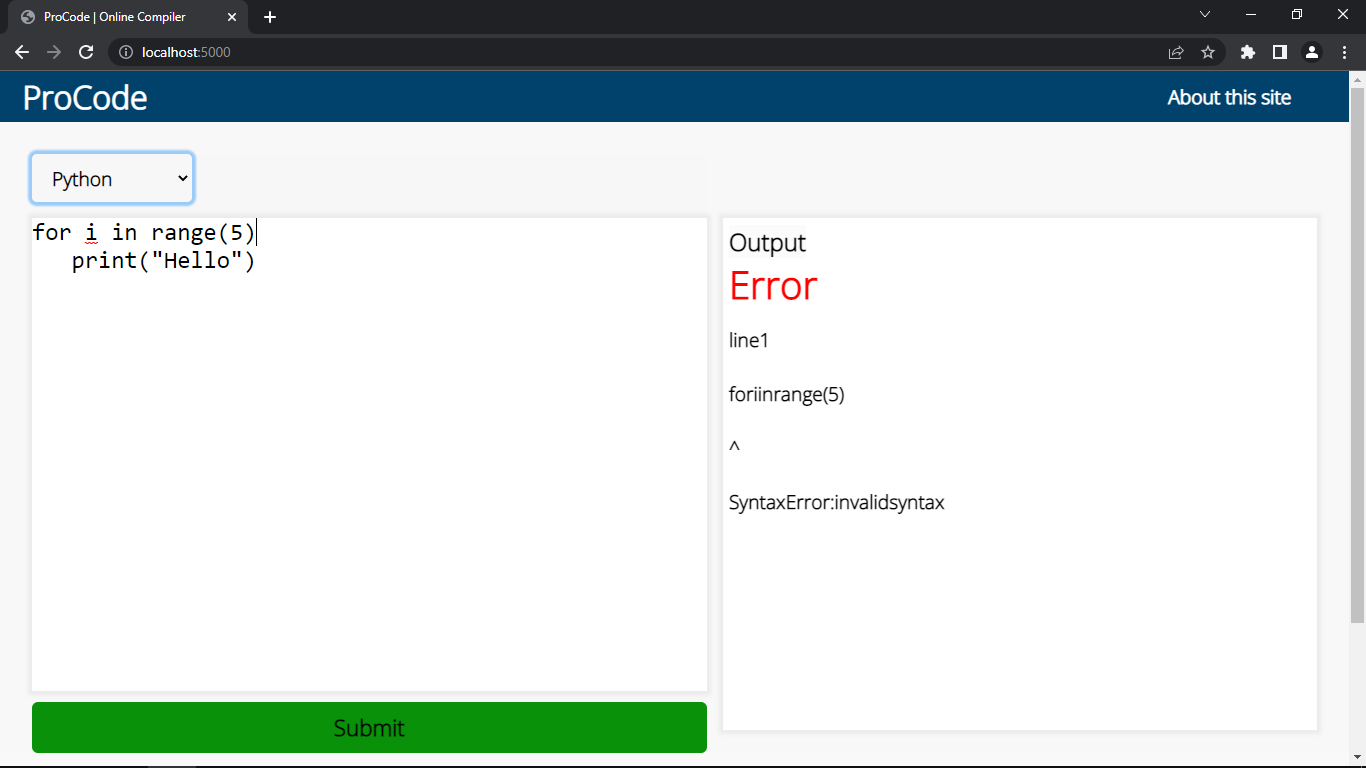 ProCode | Online Compiler
localhost:5000
ProCode
About this site
Python
for i in range(5)
   print("Hello")
Submit
Output
Error
line1
foriinrange(5)
^
SyntaxError:invalidsyntax